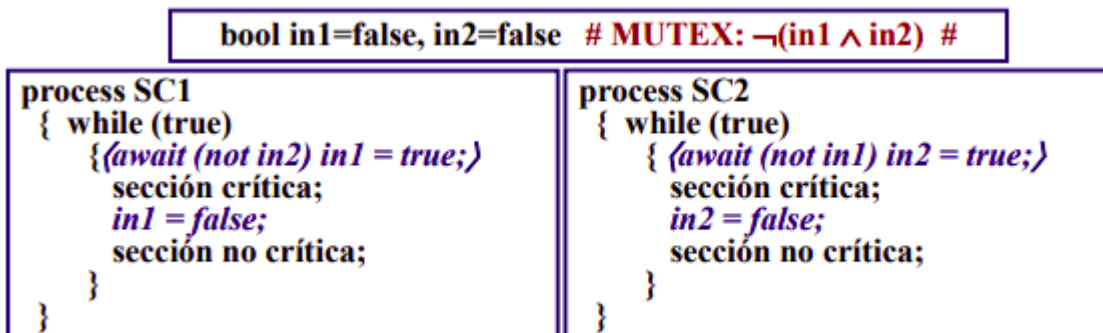 bool in1=false, in2=false # MUTEX: ¬(in1 ∧ in2) #
process SC1
{ while (true)
{⟨await (not in2) in1 = true;⟩
sección crítica;
in1 = false;
sección no crítica;
}
}
process SC2
{ while (true)
{ ⟨await (not in1) in2 = true;⟩
sección crítica;
in2 = false;
sección no crítica;
}
}